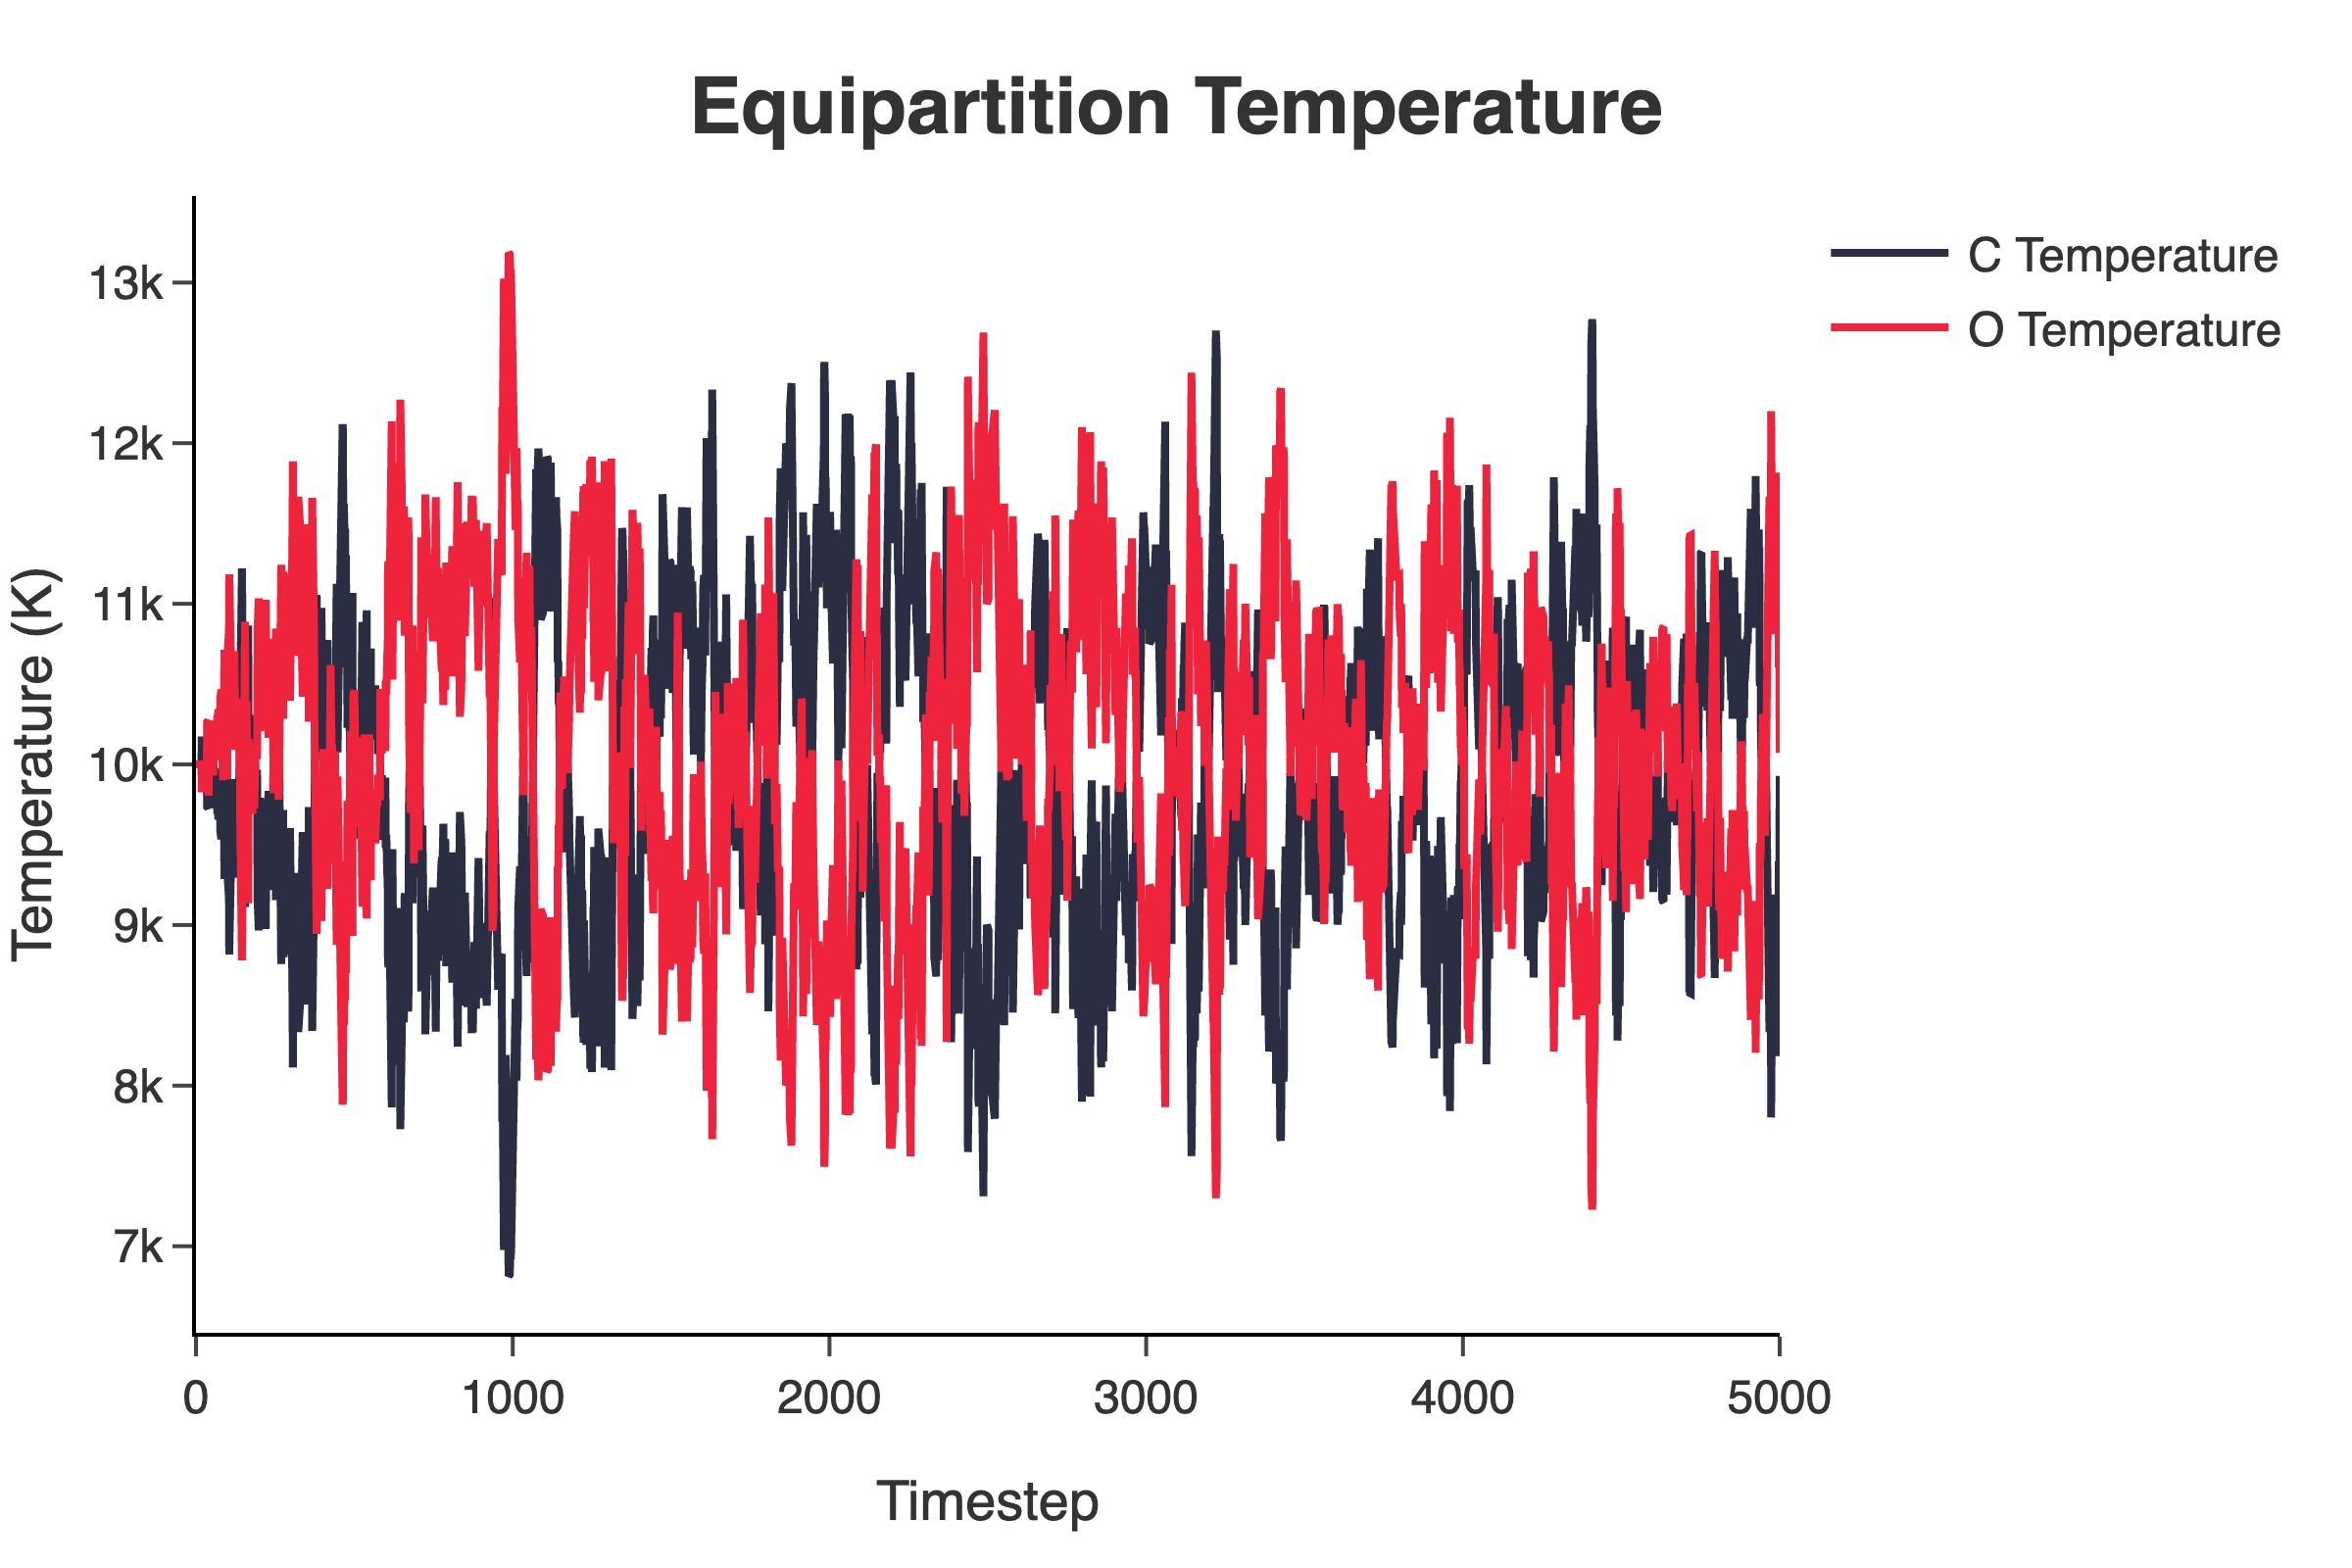 Equipartition Temperature
C Temperature
O Temperature
13k
12k
11k
10k
9k
8k
7k
Temperature (K)
0 1000 2000 3000 4000 5000
Timestep